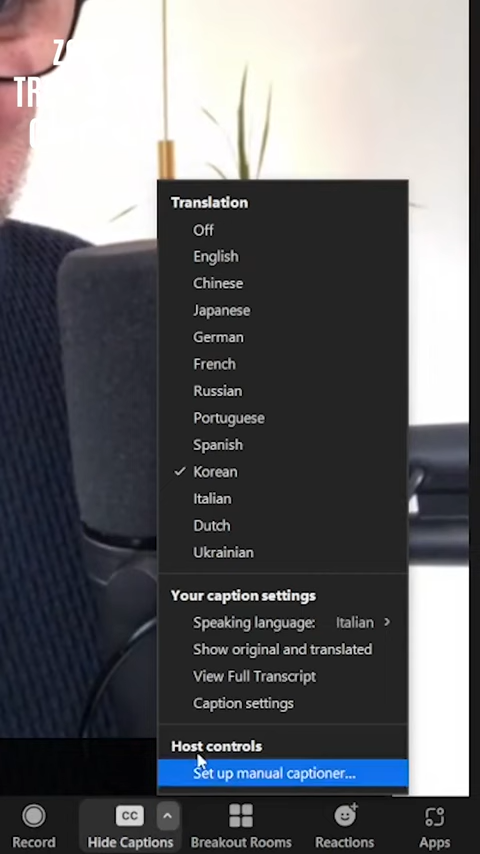 Translation
Off
English
Chinese
Japanese
German
French
Russian
Portuguese
Spanish
Korean
Italian
Dutch
Ukrainian
Your caption settings
Speaking language: Italian
Show original and translated
View Full Transcript
Caption settings
Host controls
Set up manual captioner...
CC
Record
Hide Captions
Breakout Rooms
Reactions
Apps